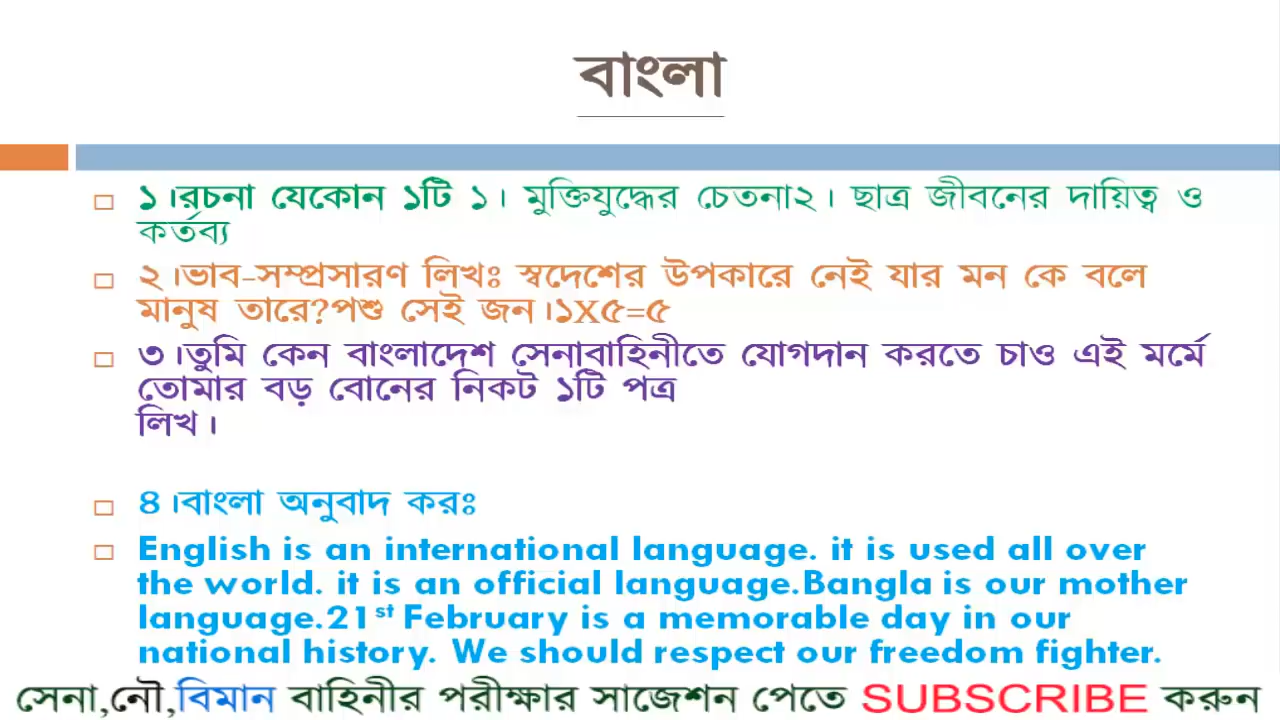 বাংলা
১।রচনা যেকোন ১টি ১। মুক্তিযুদ্ধের চেতনা২। ছাত্র জীবনের দায়িত্ব ও
কর্তব্য
২।ভাব-সম্প্রসারণ লিখঃ স্বদেশের উপকারে নেই যার মন কে বলে
মানুষ তারে?পশু সেই জন।১X৫=৫
৩।তুমি কেন বাংলাদেশ সেনাবাহিনীতে যোগদান করতে চাও এই মর্মে
তোমার বড় বোনের নিকট ১টি পত্র
লিখ।
৪।বাংলা অনুবাদ করঃ
English is an international language. it is used all over
the world. it is an official language.Bangla is our mother
language.21st February is a memorable day in our
national history. We should respect our freedom fighter.
সেনা,নৌ,বিমান বাহিনীর পরীক্ষার সাজেশন পেতে SUBSCRIBE করুন